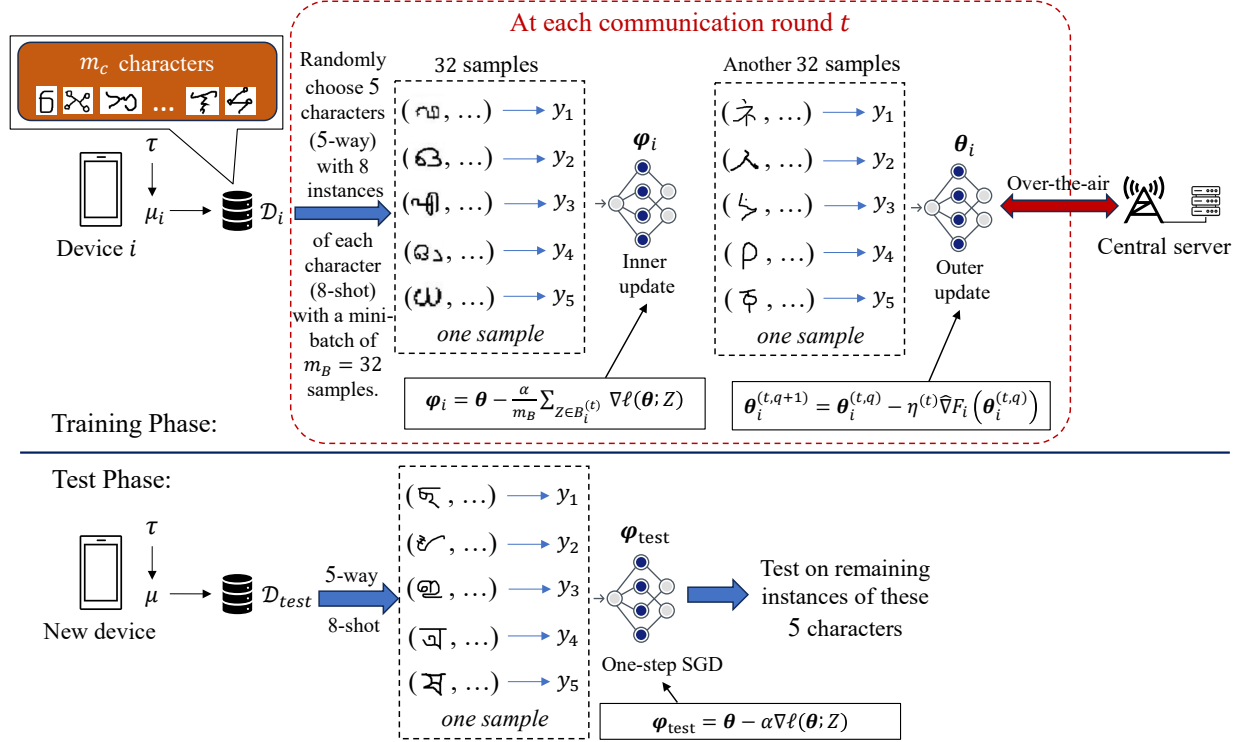 At each communication round t
m_c characters
...
τ
μ_i
𝒟_i
Device i
Randomly
choose 5
characters
(5-way)
with 8
instances
of each
character
(8-shot)
with a mini-
batch of
m_B = 32
samples.
32 samples
( , …) → y_1
( , …) → y_2
( , …) → y_3
( , …) → y_4
( , …) → y_5
one sample
φ_i
Inner
update
φ_i = θ − α/m_B ∑_{Z∈B_i^{(t)}} ∇ℓ(θ; Z)
Another 32 samples
(ネ, …) → y_1
(人, …) → y_2
( , …) → y_3
(ρ, …) → y_4
( , …) → y_5
one sample
θ_i
Outer
update
θ_i^{(t,q+1)} = θ_i^{(t,q)} − η^{(t)} ∇̂F_i(θ_i^{(t,q)})
Over-the-air
Central server
Training Phase:
Test Phase:
τ
μ
𝒟_{test}
New device
5-way
8-shot
( , …) → y_1
( , …) → y_2
(ഇ, …) → y_3
( , …) → y_4
( , …) → y_5
one sample
φ_test
One-step SGD
φ_test = θ − α∇ℓ(θ; Z)
Test on remaining
instances of these
5 characters